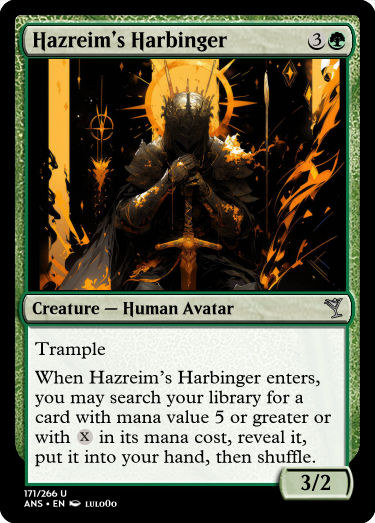 Hazreim's Harbinger 3
Creature — Human Avatar
Trample
When Hazreim's Harbinger enters,
you may search your library for a
card with mana value 5 or greater or
with X in its mana cost, reveal it,
put it into your hand, then shuffle.
3/2
171/266 U
ANS • EN LULO0o